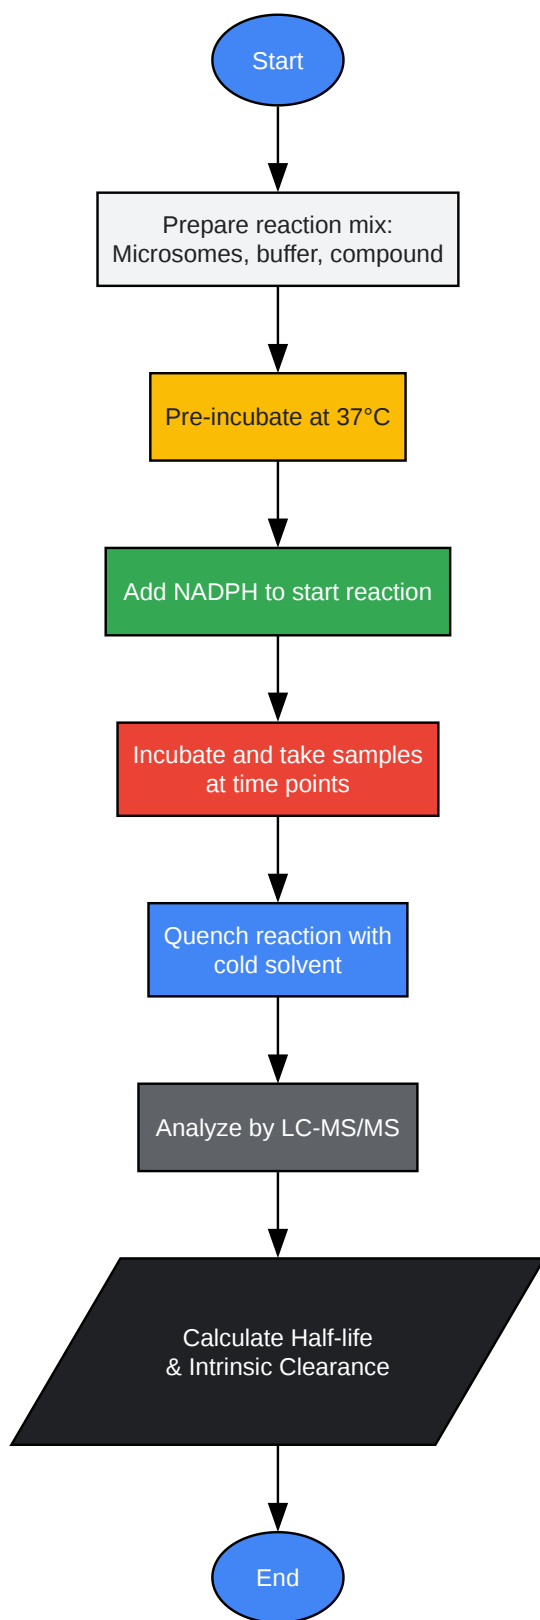 Start
Prepare reaction mix:
Microsomes, buffer, compound
Pre-incubate at 37°C
Add NADPH to start reaction
Incubate and take samples
at time points
Quench reaction with
cold solvent
Analyze by LC-MS/MS
Calculate Half-life
& Intrinsic Clearance
End